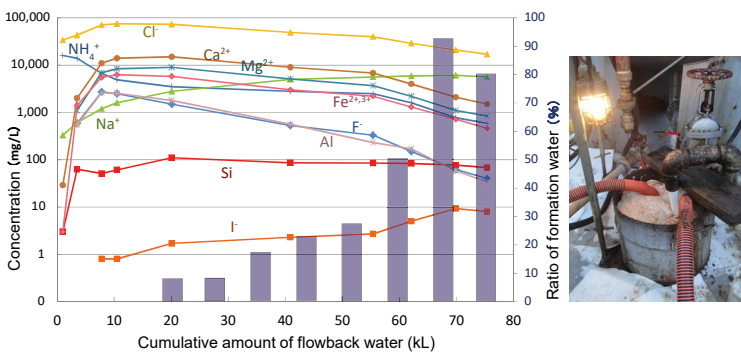 Concentration (mg/L)
100,000
10,000
1,000
100
10
1
0
Cl⁻
NH₄⁺
Ca²⁺
Mg²⁺
Fe²⁺,³⁺
Na⁺
F⁻
Al
Si
I⁻
100
90
80
70
60
50
40
30
20
10
0
Ratio of formation water (%)
0 10 20 30 40 50 60 70 80
Cumulative amount of flowback water (kL)